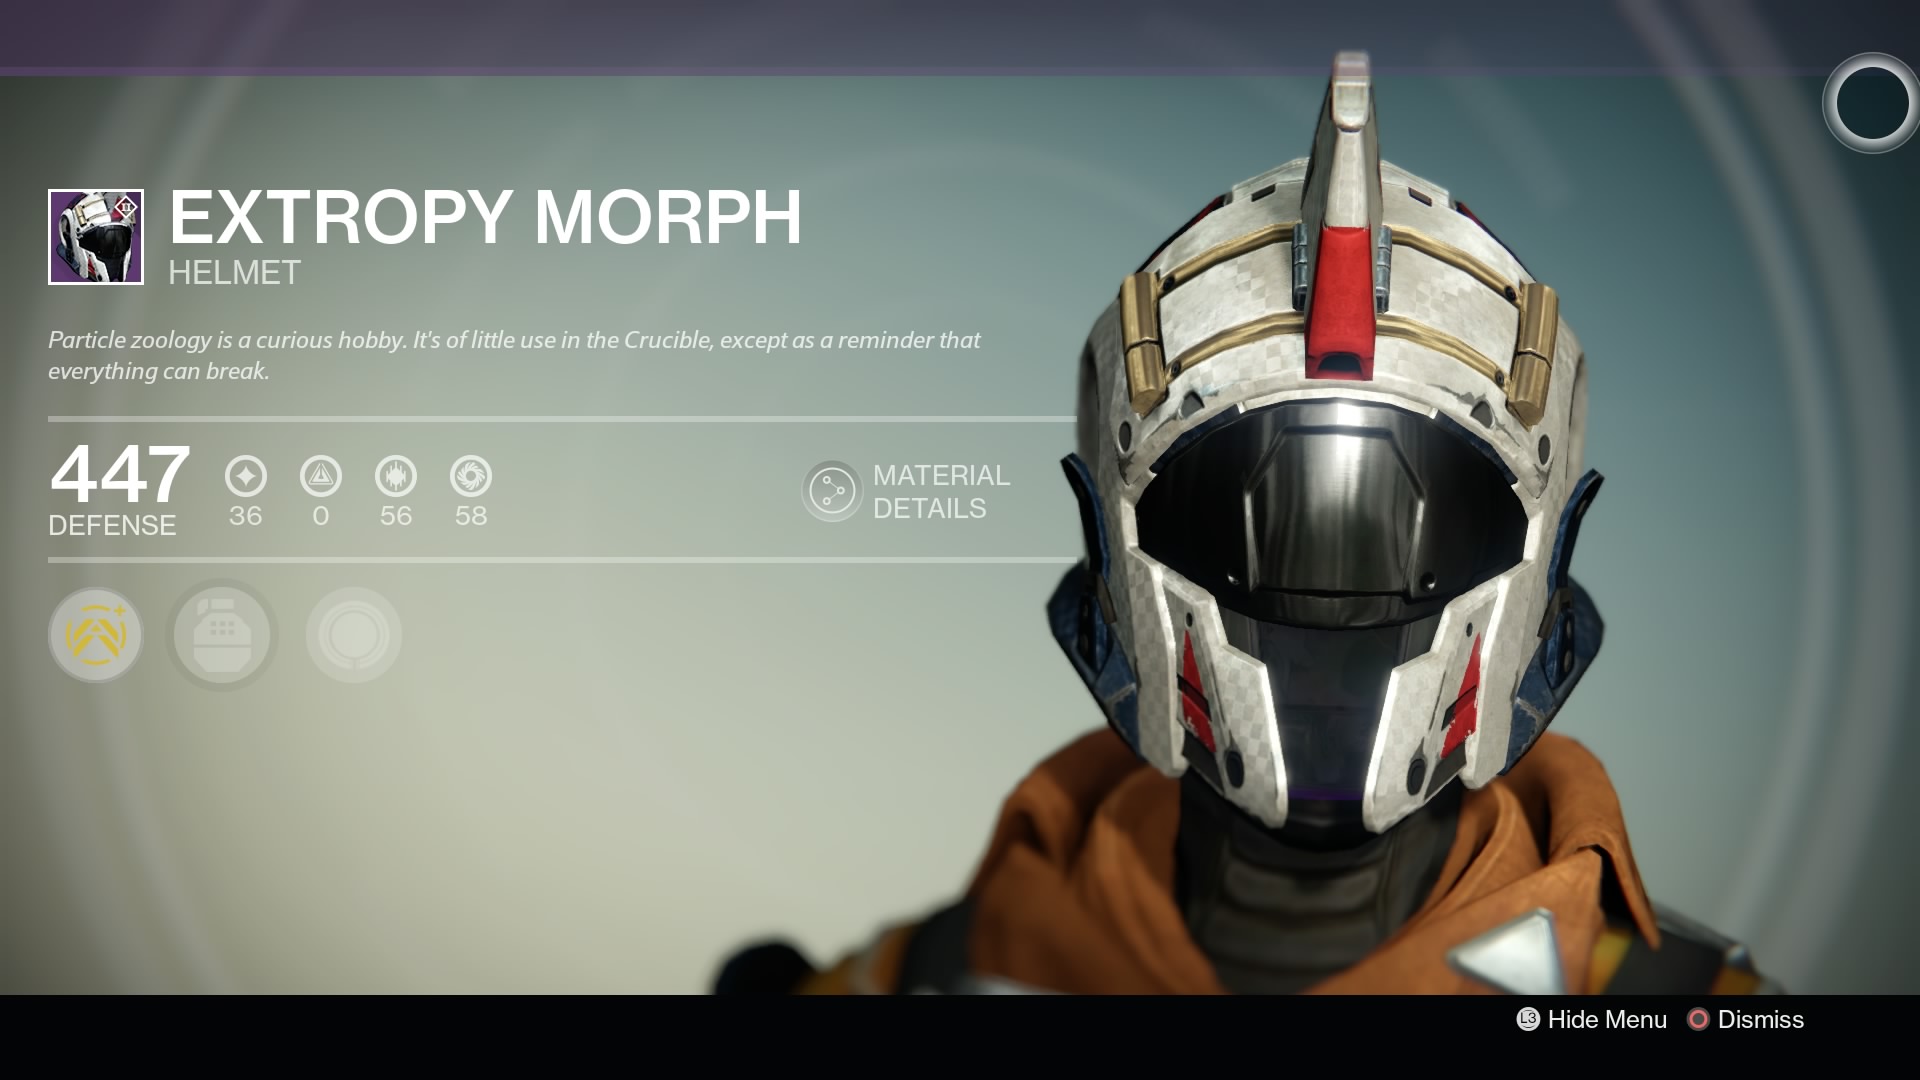 EXTROPY MORPH
HELMET
Particle zoology is a curious hobby. It's of little use in the Crucible, except as a reminder that
everything can break.
447
DEFENSE
36
0
56
58
MATERIAL
DETAILS
L3 Hide Menu
Dismiss